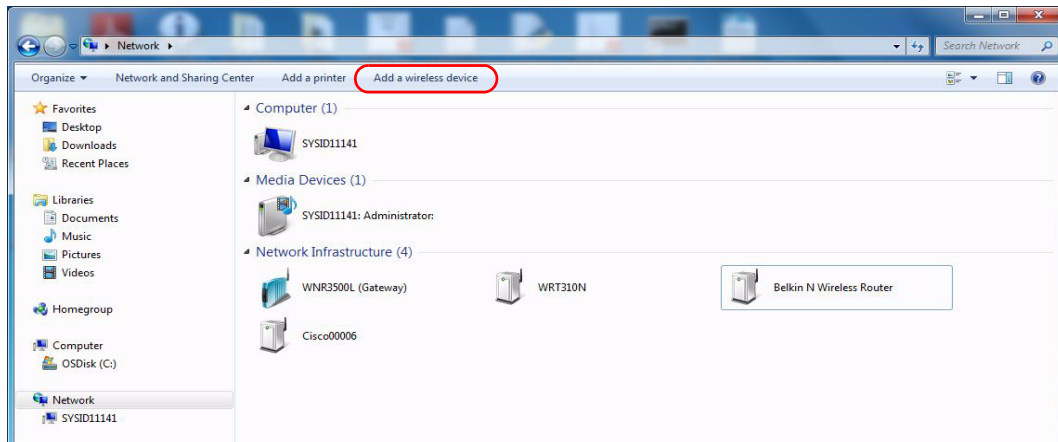 Network
Search Network
Organize
Network and Sharing Center
Add a printer
Add a wireless device
Favorites
Desktop
Downloads
Recent Places
Libraries
Documents
Music
Pictures
Videos
Homegroup
Computer
OSDisk (C:)
Network
SYSID11141
Computer (1)
SYSID11141
Media Devices (1)
SYSID11141: Administrator:
Network Infrastructure (4)
WNR3500L (Gateway)
WRT310N
Belkin N Wireless Router
Cisco00006